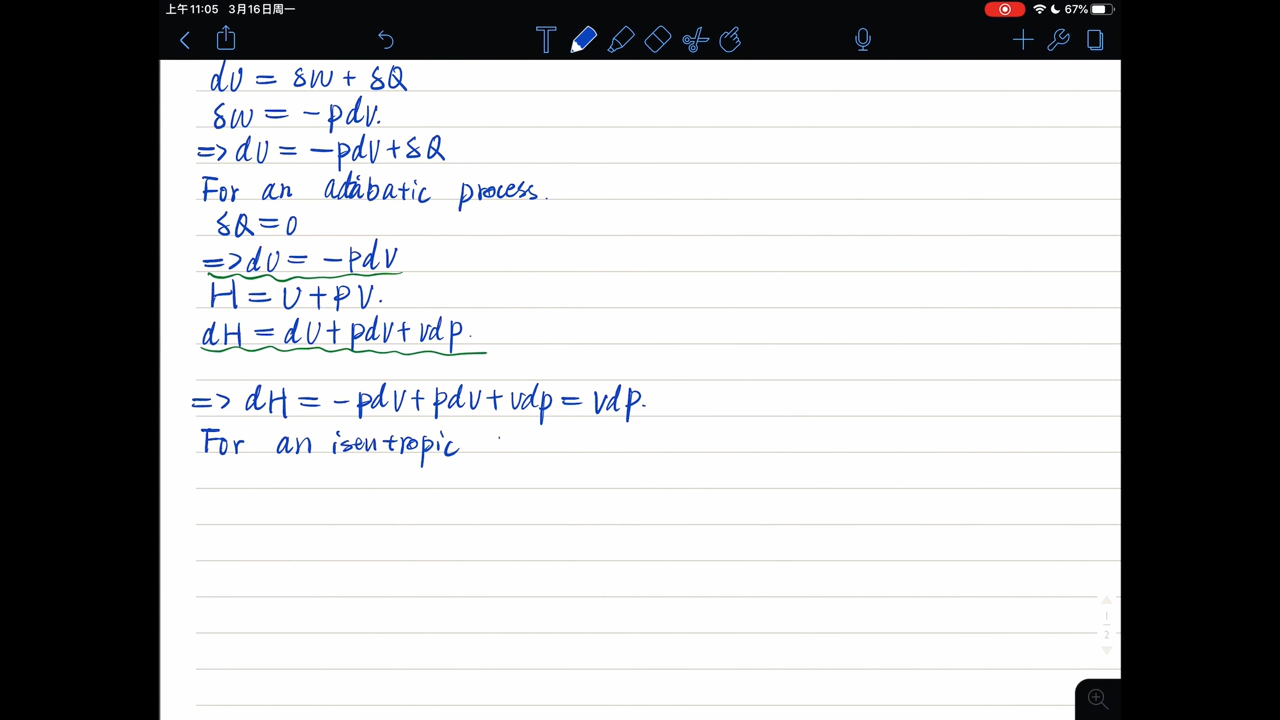 上午11:05 3月16日周一 67%
T
dU = δW + δQ
δW = -pdV.
=> dU = -pdV + δQ
For an adiabatic process.
δQ = 0
=> dU = -pdV
H = U + PV.
dH = dU + pdV + Vdp.
=> dH = -pdV + pdV + Vdp = Vdp.
For an isentropic
1
2